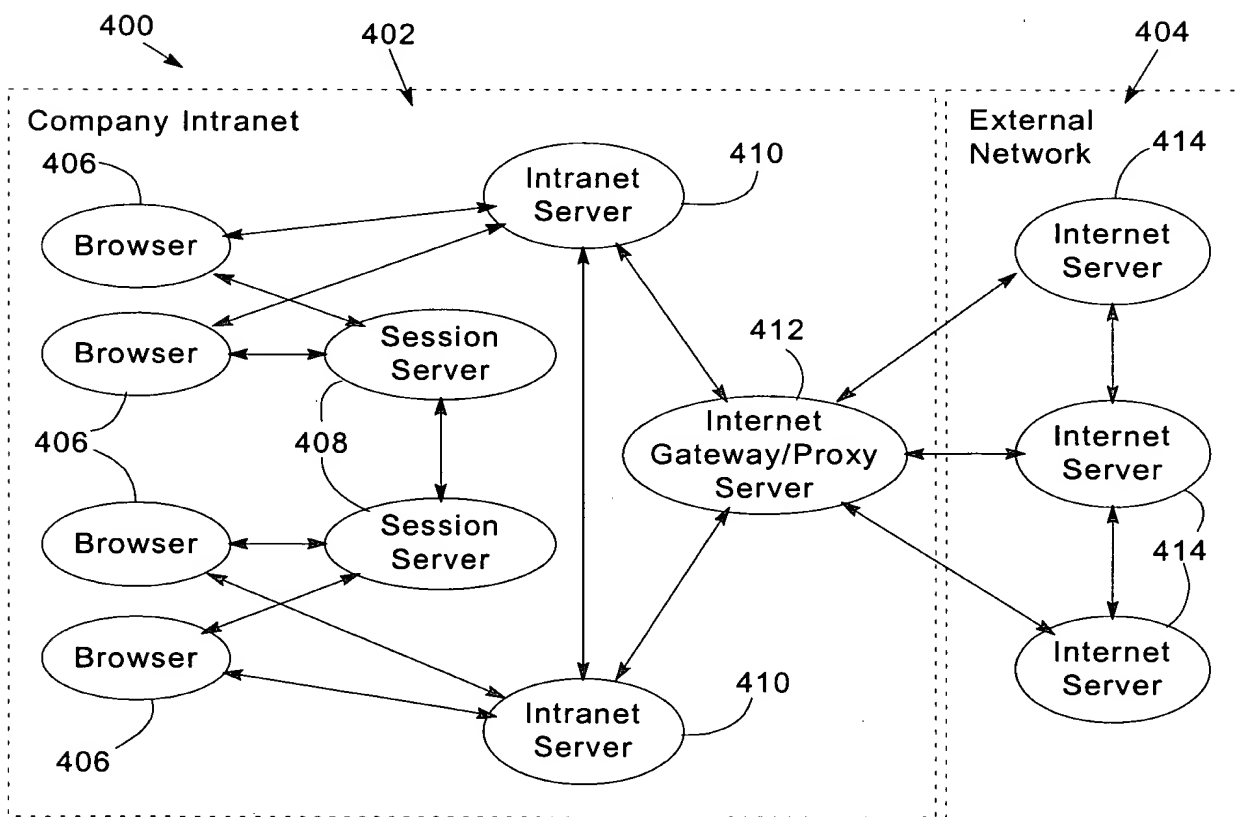 400
402
404
Company Intranet
External
Network
406
410
414
Intranet
Server
Browser
Internet
Server
Browser
Session
Server
412
406
408
Internet
Gateway/Proxy
Server
Internet
Server
Browser
Session
Server
414
Browser
410
Internet
Server
Intranet
Server
406